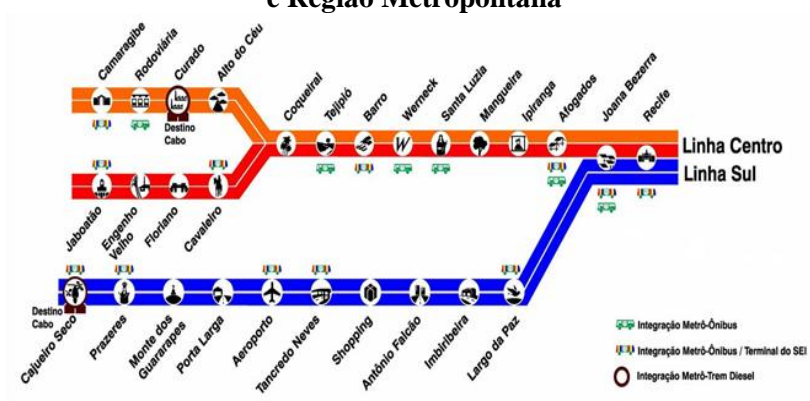 e Região Metropolitana
Camaragibe
Rodoviária
Curado
Alto do Céu
Destino
Cabo
Coqueiral
Tejipió
Barro
Werneck
W
Santa Luzia
Mangueira
Ipiranga
Afogados
Joana Bezerra
Recife
Linha Centro
Linha Sul
Jaboatão
Engenho
Velho
Floriano
Cavaleiro
Destino
Cabo
Cajueiro Seco
Prazeres
Monte dos
Guararapes
Porta Larga
Aeroporto
Tancredo Neves
Shopping
Antônio Falcão
Imbiribeira
Largo da Paz
Integração Metrô-Ônibus
Integração Metrô-Ônibus / Terminal do SEI
Integração Metrô-Trem Diesel